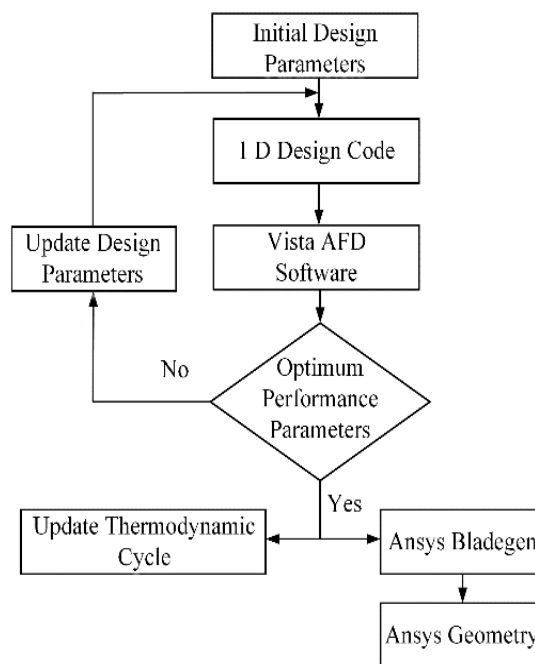 Initial Design
Parameters
1 D Design Code
Vista AFD
Software
Update Design
Parameters
No
Optimum
Performance
Parameters
Yes
Update Thermodynamic
Cycle
Ansys Bladegen
Ansys Geometry